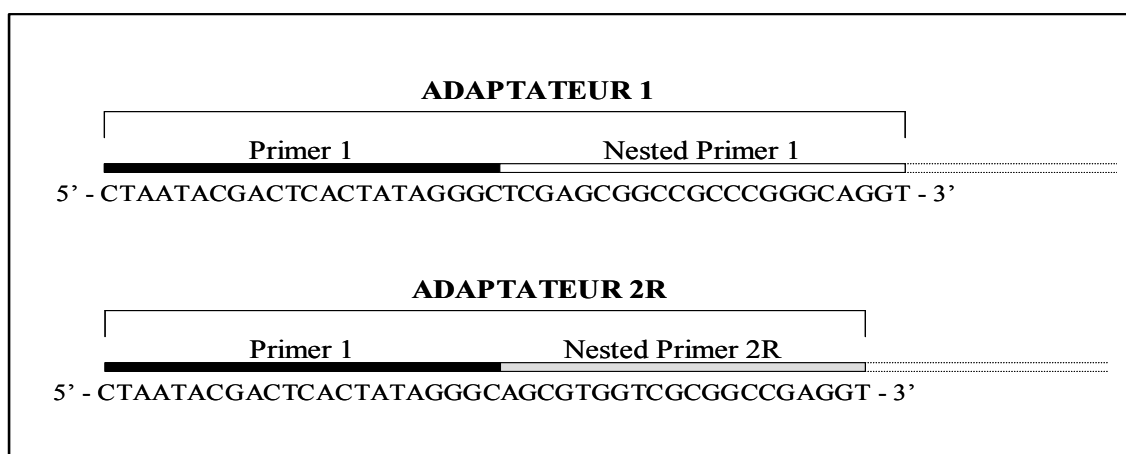 ADAPTATEUR 1
Primer 1 Nested Primer 1
5’ - CTAATACGACTCACTATAGGGCTCGAGCGGCCGCCCGGGCAGGT - 3’
ADAPTATEUR 2R
Primer 1 Nested Primer 2R
5’ - CTAATACGACTCACTATAGGGCAGCGTGGTCGCGGCCGAGGT - 3’